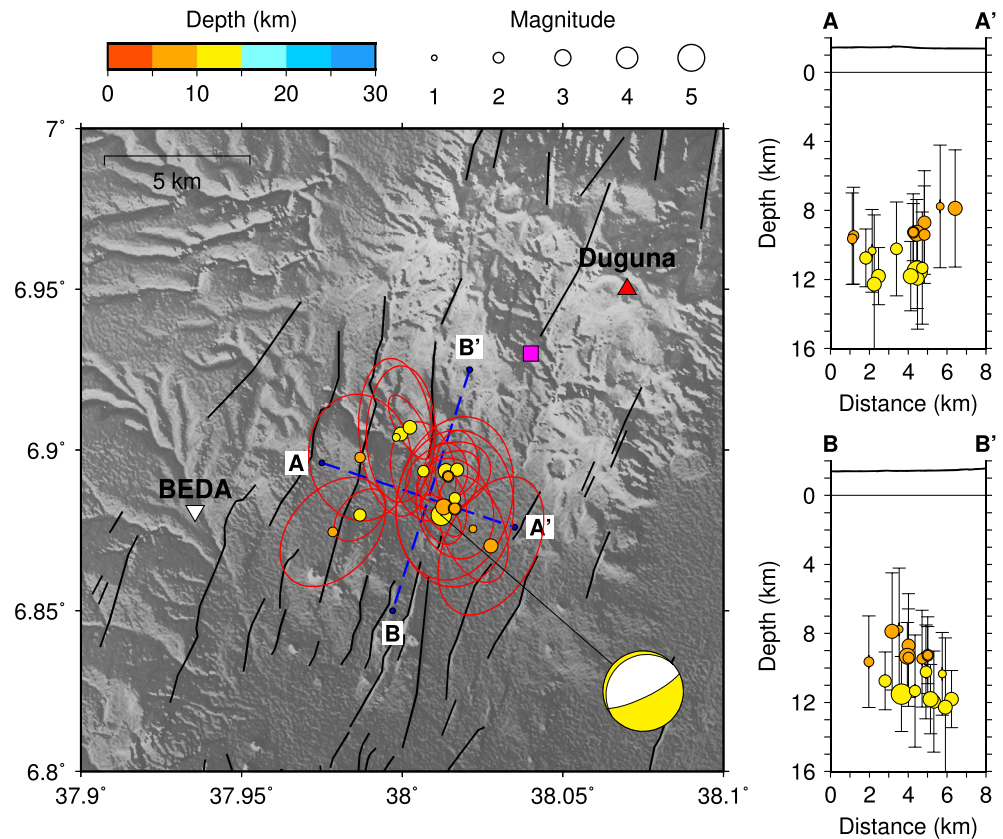 Depth (km)
0 10 20 30
Magnitude
1 2 3 4 5
7˚
6.95˚
6.9˚
6.85˚
6.8˚
37.9˚ 37.95˚ 38˚ 38.05˚ 38.1˚
5 km
Duguna
B’
A
BEDA
A’
B
A A’
0
4
8
12
16
Depth (km)
0 2 4 6 8
Distance (km)
B B’
0
4
8
12
16
Depth (km)
0 2 4 6 8
Distance (km)